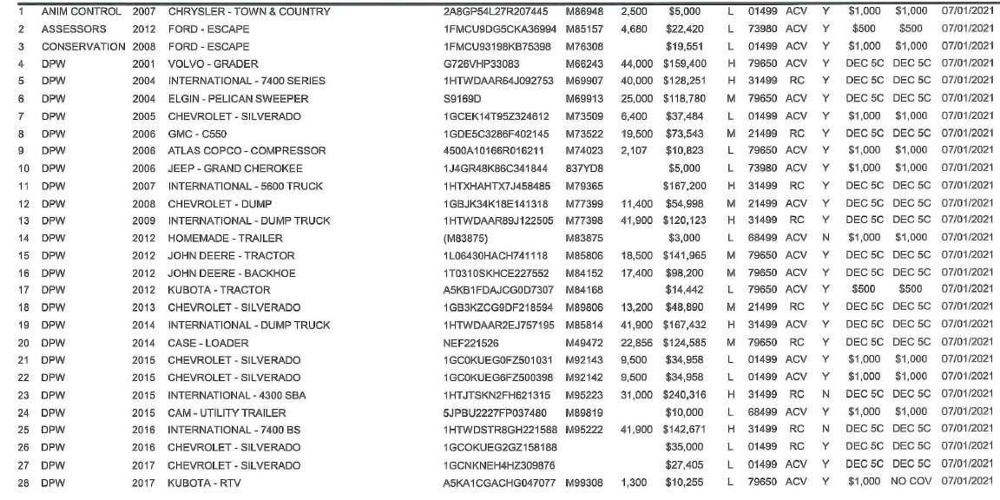 1 ANIM CONTROL 2007 CHRYSLER - TOWN & COUNTRY 2A8GP54L27R207445 M86948 2,500 $5,000 L 01499 ACV Y $1,000 $1,000 07/01/2021
2 ASSESSORS 2012 FORD - ESCAPE 1FMCU9DG5CKA36994 M85157 4,680 $22,420 L 73980 ACV Y $500 $500 07/01/2021
3 CONSERVATION 2008 FORD - ESCAPE 1FMCU93198KB75398 M76308 $19,551 L 01499 ACV Y $1,000 $1,000 07/01/2021
4 DPW 2001 VOLVO - GRADER G726VHP33083 M66243 44,000 $159,400 H 79650 ACV Y DEC 5C DEC 5C 07/01/2021
5 DPW 2004 INTERNATIONAL - 7400 SERIES 1HTWDAAR64J092753 M69907 40,000 $128,251 H 31499 RC Y DEC 5C DEC 5C 07/01/2021
6 DPW 2004 ELGIN - PELICAN SWEEPER S9169D M69913 25,000 $118,780 M 79650 ACV Y DEC 5C DEC 5C 07/01/2021
7 DPW 2005 CHEVROLET - SILVERADO 1GCEK14T95Z324612 M73509 6,400 $37,484 L 01499 ACV Y $1,000 $1,000 07/01/2021
8 DPW 2006 GMC - C550 1GDE5C3286F402145 M73522 19,500 $73,543 M 21499 RC Y DEC 5C DEC 5C 07/01/2021
9 DPW 2006 ATLAS COPCO - COMPRESSOR 4500A10166R016211 M74023 2,107 $10,823 L 79650 ACV Y $1,000 $1,000 07/01/2021
10 DPW 2006 JEEP - GRAND CHEROKEE 1J4GR48K86C341844 837YD8 $5,000 L 73980 ACV Y $1,000 $1,000 07/01/2021
11 DPW 2007 INTERNATIONAL - 5600 TRUCK 1HTXHAHTX7J458485 M79365 $167,200 H 31499 RC Y DEC 5C DEC 5C 07/01/2021
12 DPW 2008 CHEVROLET - DUMP 1GBJK34K18E141318 M77399 11,400 $54,998 M 21499 ACV Y DEC 5C DEC 5C 07/01/2021
13 DPW 2009 INTERNATIONAL - DUMP TRUCK 1HTWDAAR89J122505 M77398 41,900 $120,123 H 31499 RC Y DEC 5C DEC 5C 07/01/2021
14 DPW 2012 HOMEMADE - TRAILER (M83875) M83875 $3,000 L 68499 ACV N $1,000 $1,000 07/01/2021
15 DPW 2012 JOHN DEERE - TRACTOR 1L06430HACH741118 M85806 18,500 $141,965 M 79650 ACV Y DEC 5C DEC 5C 07/01/2021
16 DPW 2012 JOHN DEERE - BACKHOE 1T0310SKHCE227552 M84152 17,400 $98,200 M 79650 ACV Y DEC 5C DEC 5C 07/01/2021
17 DPW 2012 KUBOTA - TRACTOR A5KB1FDAJCG0D7307 M84168 $14,442 L 79650 ACV Y $500 $500 07/01/2021
18 DPW 2013 CHEVROLET - SILVERADO 1GB3KZCG9DF218594 M89806 13,200 $48,890 M 21499 RC Y DEC 5C DEC 5C 07/01/2021
19 DPW 2014 INTERNATIONAL - DUMP TRUCK 1HTWDAAR2EJ757195 M85814 41,900 $167,432 H 31499 ACV Y DEC 5C DEC 5C 07/01/2021
20 DPW 2014 CASE - LOADER NEF221526 M49472 22,856 $124,585 M 79650 RC Y DEC 5C DEC 5C 07/01/2021
21 DPW 2015 CHEVROLET - SILVERADO 1GC0KUEG0FZ501031 M92143 9,500 $34,958 L 01499 ACV Y $1,000 $1,000 07/01/2021
22 DPW 2015 CHEVROLET - SILVERADO 1GC0KUEG6FZ500398 M92142 9,500 $34,958 L 01499 ACV Y $1,000 $1,000 07/01/2021
23 DPW 2015 INTERNATIONAL - 4300 SBA 1HTJTSKN2FH621315 M95223 31,000 $240,316 H 31499 RC N DEC 5C DEC 5C 07/01/2021
24 DPW 2015 CAM - UTILITY TRAILER 5JPBU2227FP037480 M89819 $10,000 L 68499 ACV Y $1,000 $1,000 07/01/2021
25 DPW 2016 INTERNATIONAL - 7400 BS 1HTWDSTR8GH221588 M95222 41,900 $142,671 H 31499 RC N DEC 5C DEC 5C 07/01/2021
26 DPW 2016 CHEVROLET - SILVERADO 1GCOKUEG2GZ158188 $35,000 L 01499 RC Y DEC 5C DEC 5C 07/01/2021
27 DPW 2017 CHEVROLET - SILVERADO 1GCNKNEH4HZ309876 $27,405 L 01499 ACV Y DEC 5C DEC 5C 07/01/2021
28 DPW 2017 KUBOTA - RTV A5KA1CGACHG047077 M99308 1,300 $10,255 L 79650 ACV Y $1,000 NO COV 07/01/2021